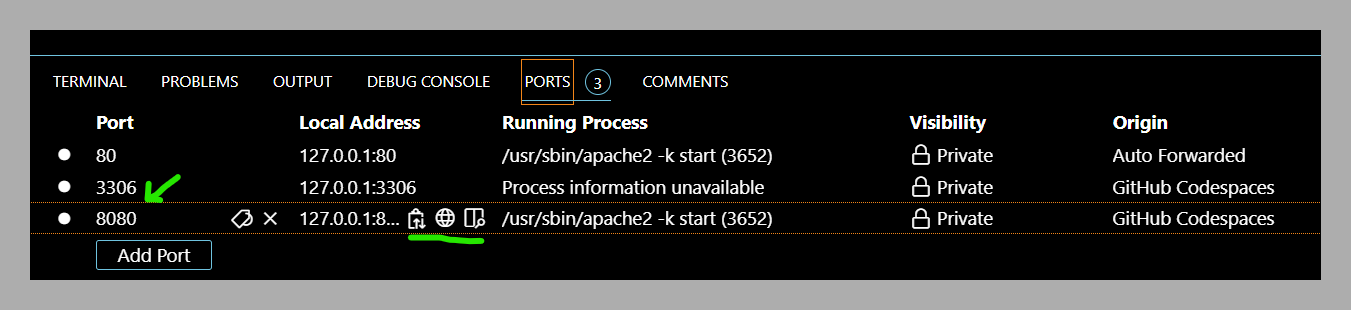 TERMINAL PROBLEMS OUTPUT DEBUG CONSOLE PORTS 3 COMMENTS
Port Local Address Running Process Visibility Origin
80 127.0.0.1:80 /usr/sbin/apache2 -k start (3652) Private Auto Forwarded
3306 127.0.0.1:3306 Process information unavailable Private GitHub Codespaces
8080 127.0.0.1:8... /usr/sbin/apache2 -k start (3652) Private GitHub Codespaces
Add Port